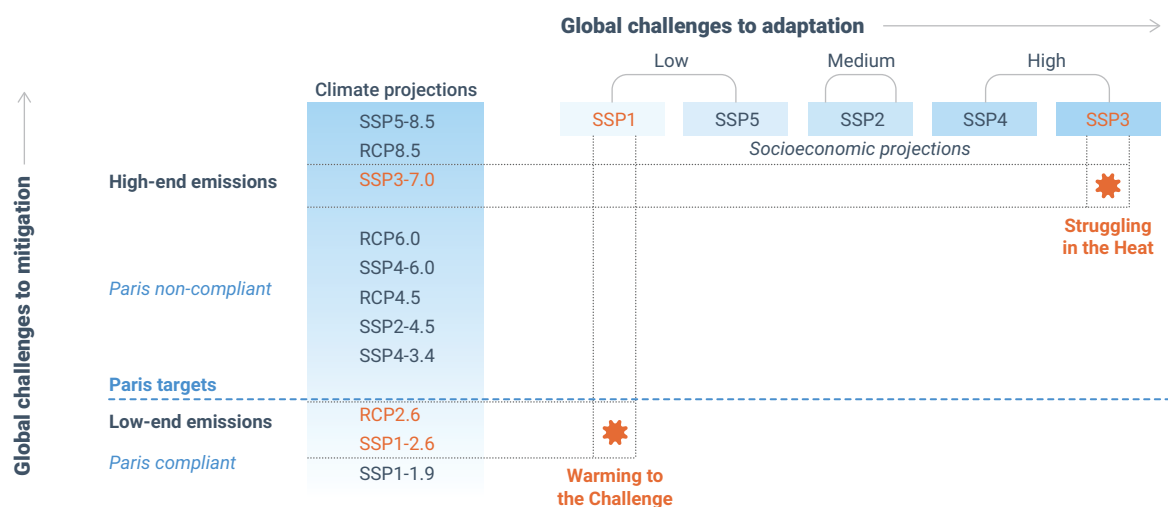 Global challenges to adaptation
Low
Medium
High
Climate projections
SSP1
SSP5
SSP2
SSP4
SSP3
Socioeconomic projections
Global challenges to mitigation
SSP5-8.5
RCP8.5
High-end emissions
SSP3-7.0
Struggling
in the Heat
RCP6.0
SSP4-6.0
Paris non-compliant
RCP4.5
SSP2-4.5
SSP4-3.4
Paris targets
Low-end emissions
RCP2.6
SSP1-2.6
Paris compliant
SSP1-1.9
Warming to
the Challenge